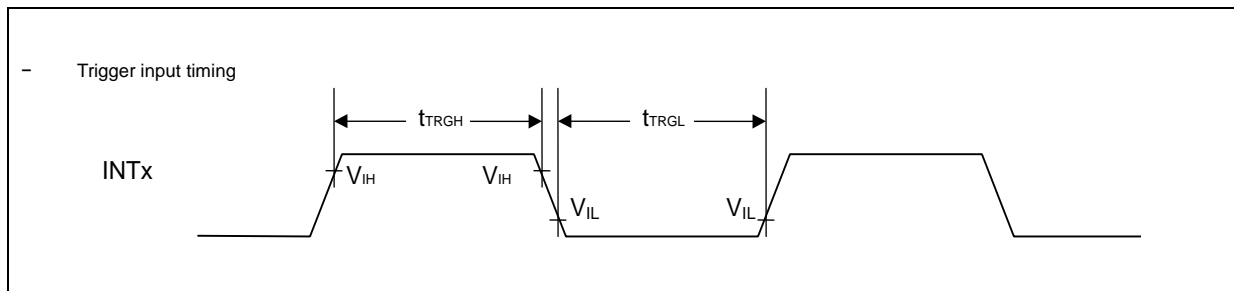 − Trigger input timing
tTRGH tTRGL
INTx
VIH VIH
VIL VIL